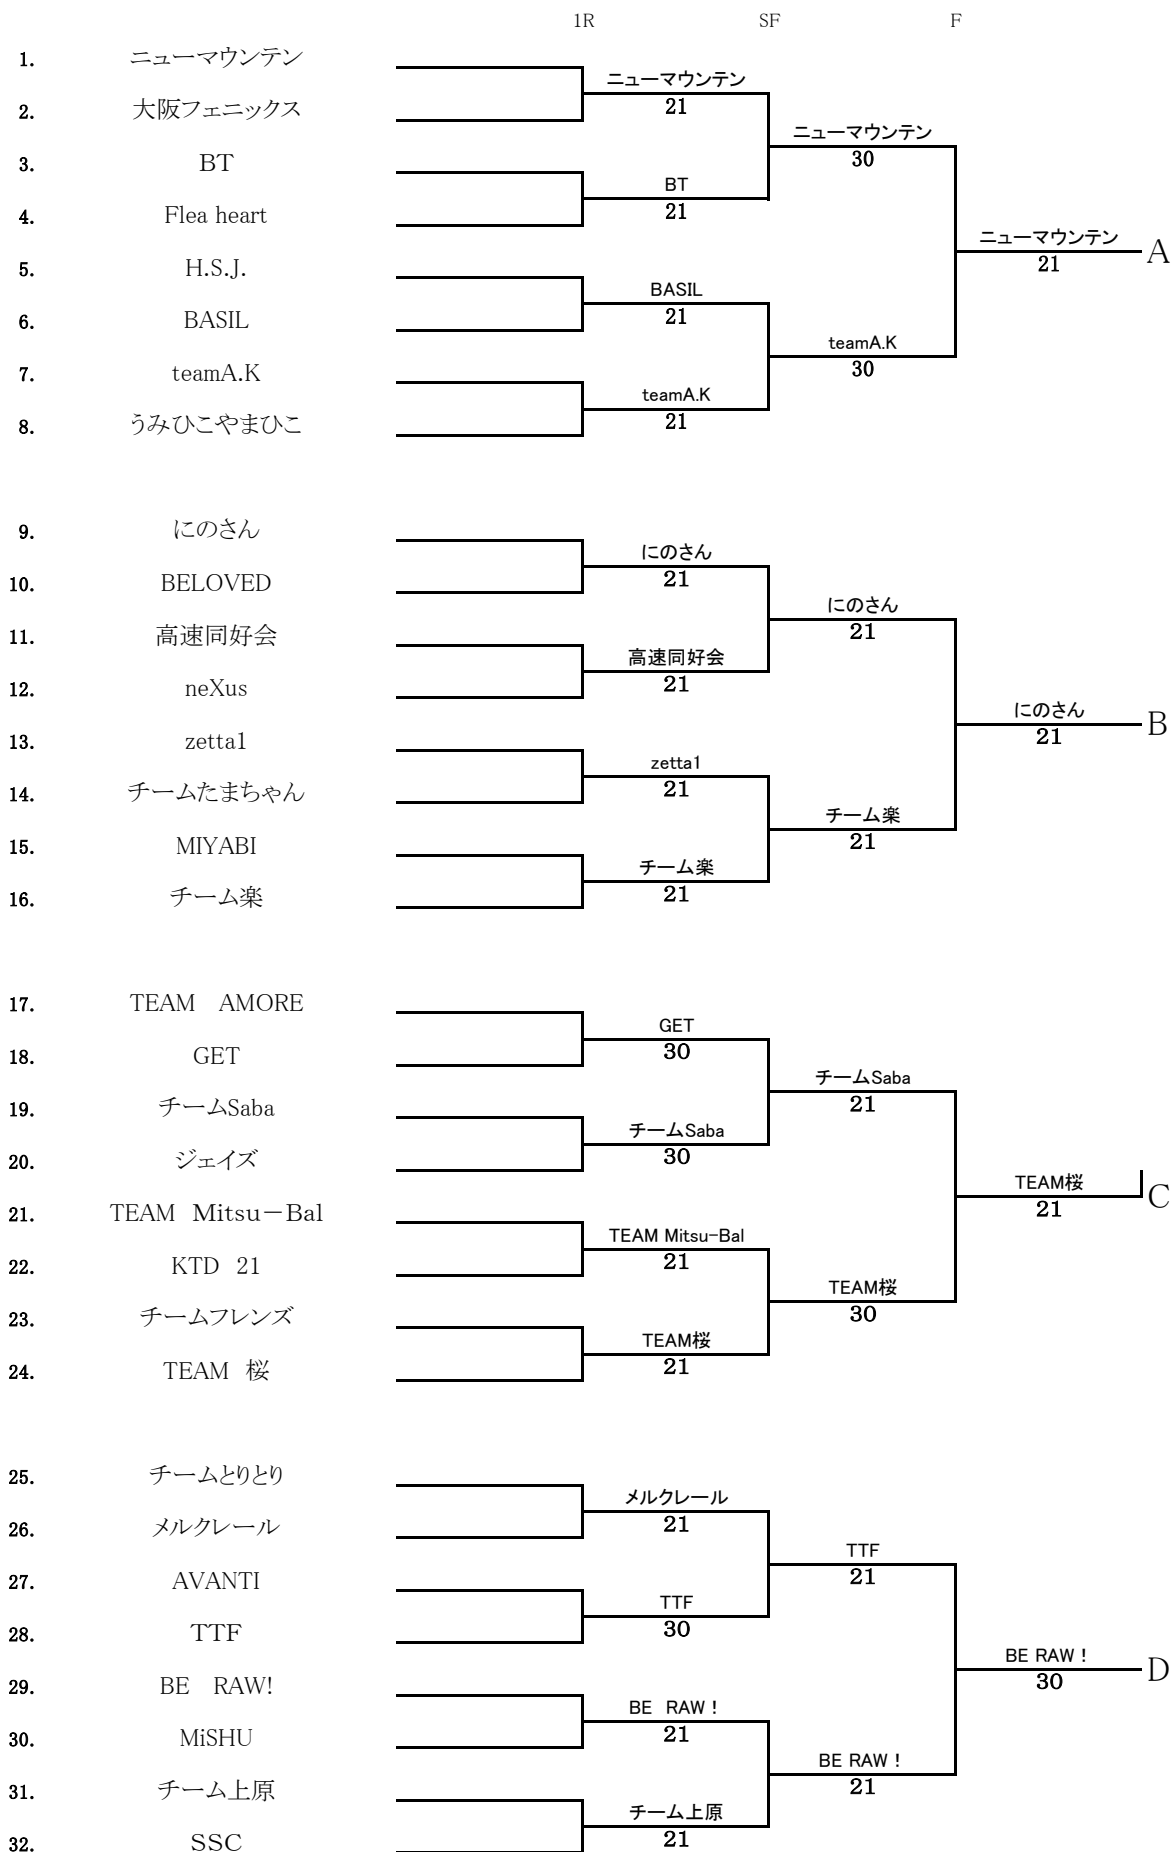 1R SF F
1. ニューマウンテン
ニューマウンテン
21
2. 大阪フェニックス
ニューマウンテン
30
3. BT
BT
21
4. Flea heart
ニューマウンテン A
21
5. H.S.J.
BASIL
21
6. BASIL
teamA.K
30
7. teamA.K
teamA.K
21
8. うみひこやまひこ
9. にのさん
にのさん
21
10. BELOVED
にのさん
21
11. 高速同好会
高速同好会
21
12. neXus
にのさん B
21
13. zetta1
zetta1
21
14. チームたまちゃん
チーム楽
21
15. MIYABI
チーム楽
21
16. チーム楽
17. TEAM　AMORE
GET
30
18. GET
チームSaba
21
19. チームSaba
チームSaba
30
20. ジェイズ
TEAM桜 C
21
21. TEAM Mitsu－Bal
TEAM Mitsu-Bal
21
22. KTD 21
TEAM桜
30
23. チームフレンズ
TEAM桜
21
24. TEAM 桜
25. チームとりとり
メルクレール
21
26. メルクレール
TTF
21
27. AVANTI
TTF
30
28. TTF
BE RAW！ D
30
29. BE　RAW!
BE　RAW！
21
30. MiSHU
BE RAW！
21
31. チーム上原
チーム上原
21
32. SSC